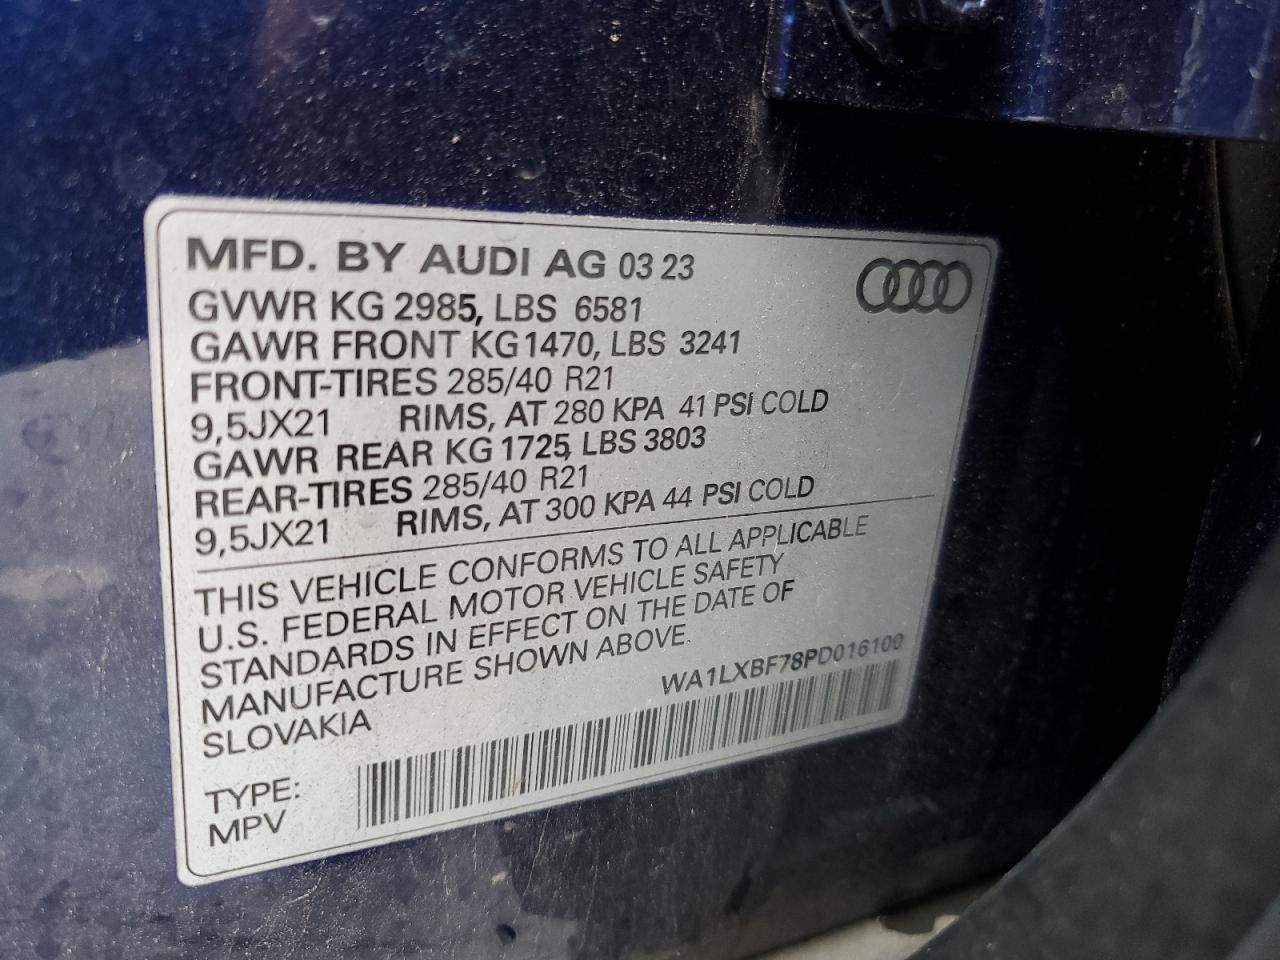 MFD. BY AUDI AG 03 23
GVWR KG 2985, LBS 6581
GAWR FRONT KG 1470, LBS 3241
FRONT-TIRES 285/40 R21
9,5JX21 RIMS, AT 280 KPA 41 PSI COLD
GAWR REAR KG 1725, LBS 3803
REAR-TIRES 285/40 R21
9,5JX21 RIMS, AT 300 KPA 44 PSI COLD
THIS VEHICLE CONFORMS TO ALL APPLICABLE
U.S. FEDERAL MOTOR VEHICLE SAFETY
STANDARDS IN EFFECT ON THE DATE OF
MANUFACTURE SHOWN ABOVE.
SLOVAKIA
WA1LXBF78PD016100
TYPE:
MPV